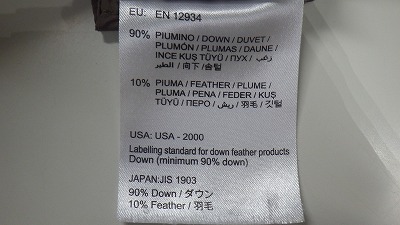 EU: EN 12934
90% PIUMINO / DOWN / DUVET /
PLUMÓN / PLUMAS / DAUNE /
INCE KUŞ TÜYÜ / ПУХ / زغب
الطير / 向下 / 솜털
10% PIUMA / FEATHER / PLUME /
PLUMA / PENA / FEDER / KUŞ
TÜYÜ / ПЕРО / ريش / 羽毛 / 깃털
USA: USA - 2000
Labelling standard for down feather products
Down (minimum 90% down)
JAPAN:JIS 1903
90% Down / ダウン
10% Feather / 羽毛